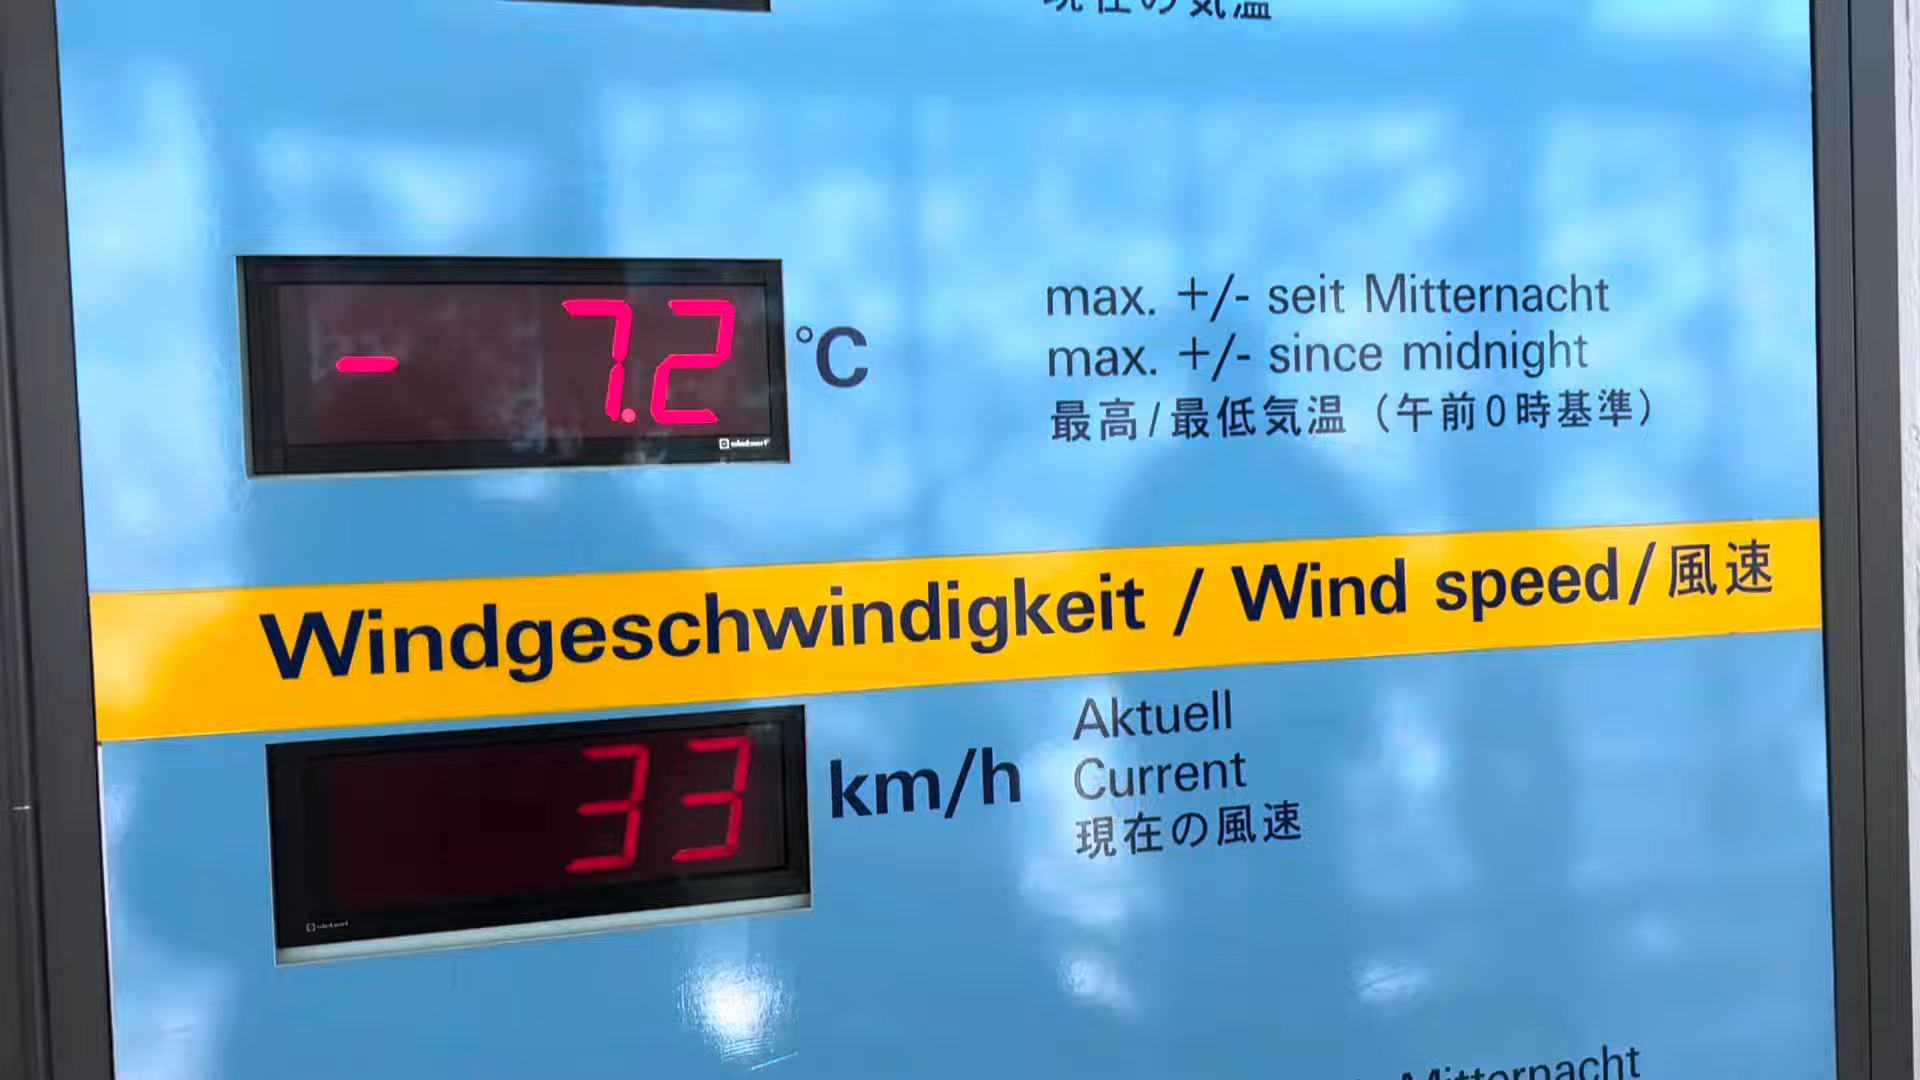 現在の気温
- 7.2 °C
max. +/- seit Mitternacht
max. +/- since midnight
最高/最低気温（午前0時基準）
Windgeschwindigkeit / Wind speed/風速
33 km/h
Aktuell
Current
現在の風速
Mitternacht